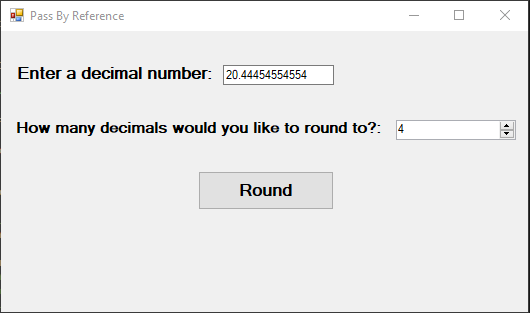 Pass By Reference
Enter a decimal number: 20.44454554554
How many decimals would you like to round to?: 4
Round